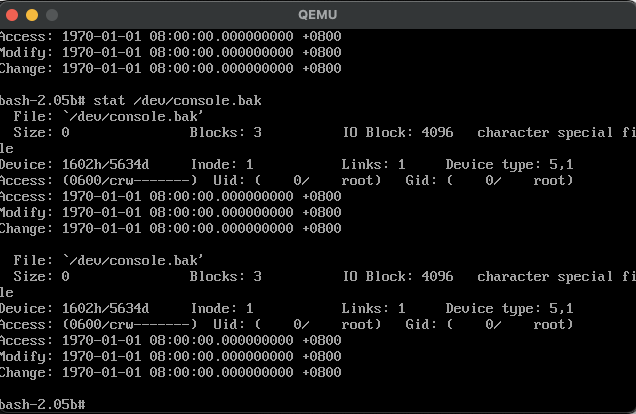 QEMU
Access: 1970-01-01 08:00:00.000000000 +0800
Modify: 1970-01-01 08:00:00.000000000 +0800
Change: 1970-01-01 08:00:00.000000000 +0800
bash-2.05b# stat /dev/console.bak
File: `/dev/console.bak'
Size: 0 Blocks: 3 IO Block: 4096 character special fi
le
Device: 1602h/5634d Inode: 1 Links: 1 Device type: 5,1
Access: (0600/crw-------) Uid: ( 0/ root) Gid: ( 0/ root)
Access: 1970-01-01 08:00:00.000000000 +0800
Modify: 1970-01-01 08:00:00.000000000 +0800
Change: 1970-01-01 08:00:00.000000000 +0800
File: `/dev/console.bak'
Size: 0 Blocks: 3 IO Block: 4096 character special fi
le
Device: 1602h/5634d Inode: 1 Links: 1 Device type: 5,1
Access: (0600/crw-------) Uid: ( 0/ root) Gid: ( 0/ root)
Access: 1970-01-01 08:00:00.000000000 +0800
Modify: 1970-01-01 08:00:00.000000000 +0800
Change: 1970-01-01 08:00:00.000000000 +0800
bash-2.05b#